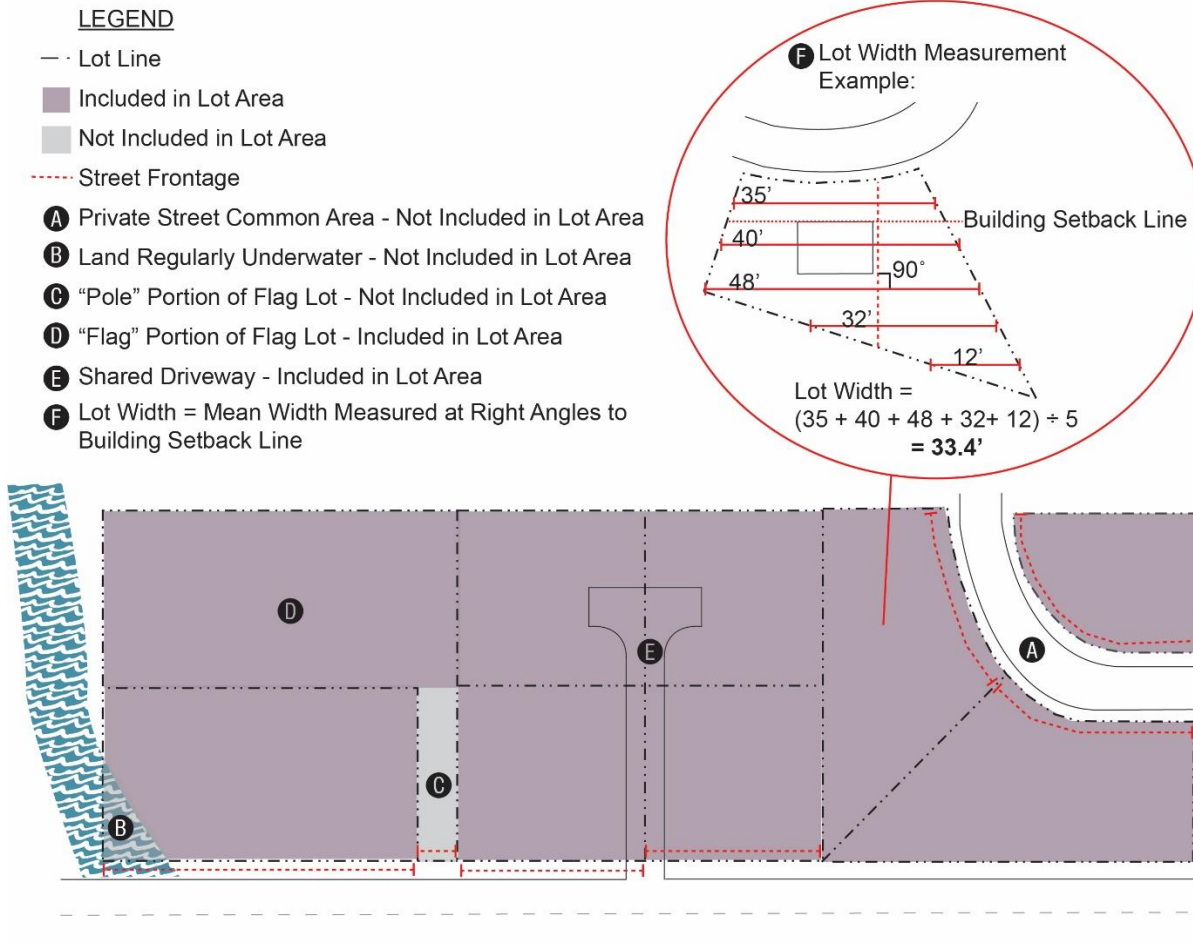 LEGEND
Lot Line
Included in Lot Area
Not Included in Lot Area
Street Frontage
A Private Street Common Area - Not Included in Lot Area
B Land Regularly Underwater - Not Included in Lot Area
C “Pole” Portion of Flag Lot - Not Included in Lot Area
D “Flag” Portion of Flag Lot - Included in Lot Area
E Shared Driveway - Included in Lot Area
F Lot Width = Mean Width Measured at Right Angles to
Building Setback Line
F Lot Width Measurement
Example:
35’
Building Setback Line
40’
90°
48’
32’
12’
Lot Width =
(35 + 40 + 48 + 32+ 12) ÷ 5
= 33.4’
D
E
A
C
B